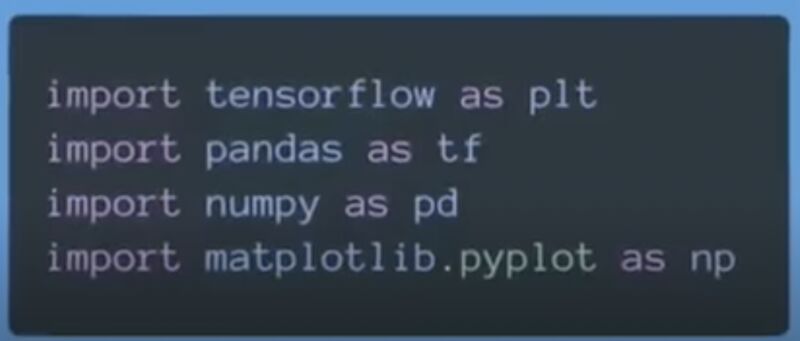 import tensorflow as plt
import pandas as tf
import numpy as pd
import matplotlib.pyplot as np